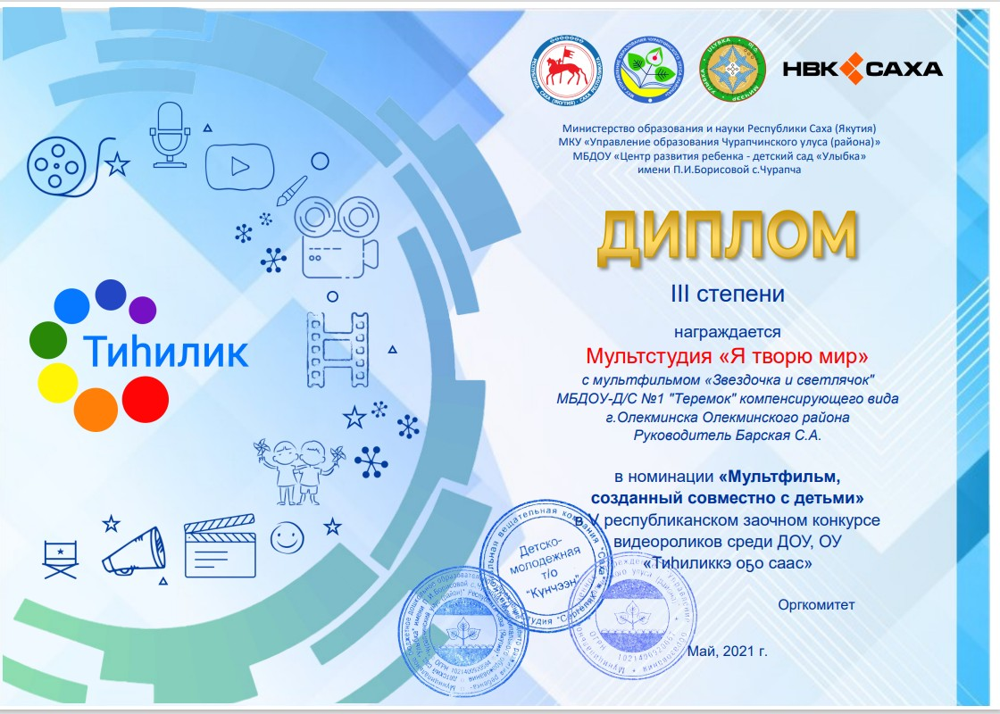 НВК САХА
Министерство образования и науки Республики Саха (Якутия)
МКУ «Управление образования Чурапчинского улуса (района)»
МБДОУ «Центр развития ребенка - детский сад «Улыбка»
имени П.И.Борисовой с.Чурапча
ДИПЛОМ
III степени
награждается
Мультстудия «Я творю мир»
с мультфильмом «Звездочка и светлячок"
МБДОУ-Д/С №1 "Теремок" компенсирующего вида
г.Олекминска Олекминского района
Руководитель Барская С.А.
Тиһилик
в номинации «Мультфильм,
созданный совместно с детьми»
в V республиканском заочном конкурсе
видеороликов среди ДОУ, ОУ
«Тиһиликкэ оҕо саас»
Детско-
молодежная
т/о
"Күнчээн"
Оргкомитет
Май, 2021 г.